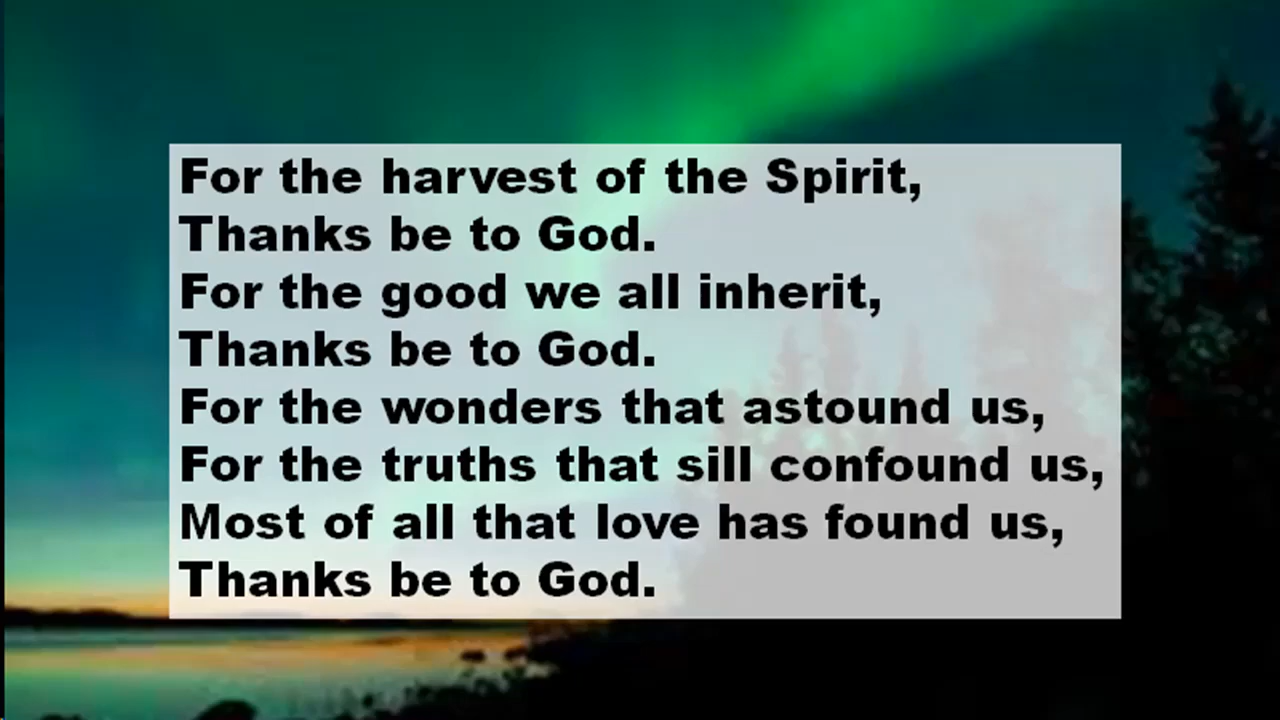 For the harvest of the Spirit,
Thanks be to God.
For the good we all inherit,
Thanks be to God.
For the wonders that astound us,
For the truths that sill confound us,
Most of all that love has found us,
Thanks be to God.